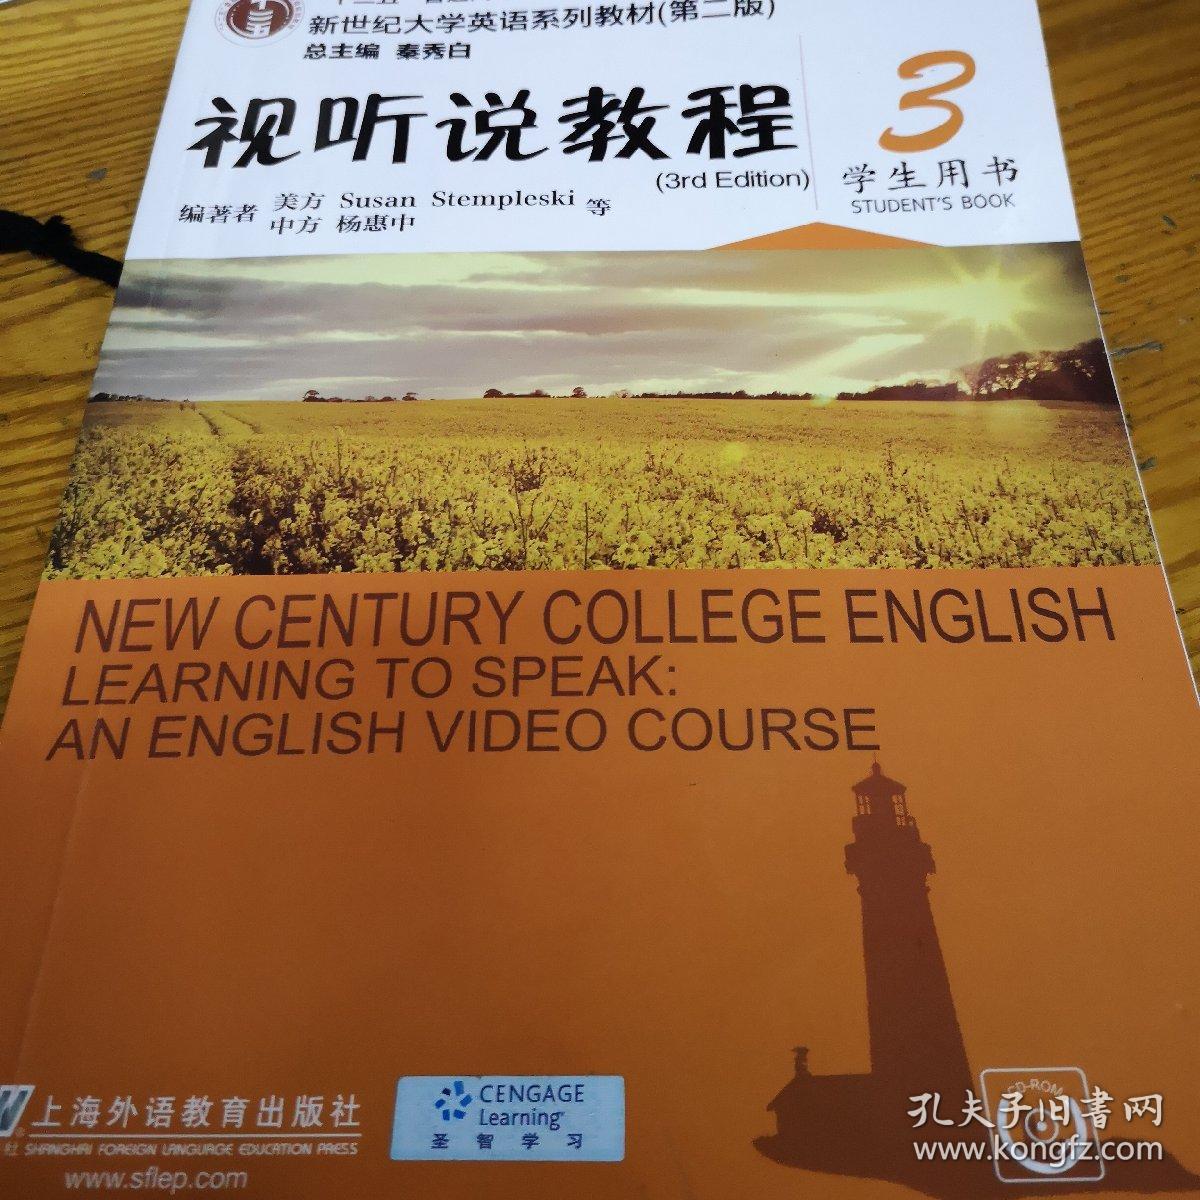 新世纪大学英语系列教材(第二版)
总主编 秦秀白
视听说教程
(3rd Edition)
3
学生用书
STUDENT'S BOOK
编著者 美方 Susan Stempleski 等
中方 杨惠中
NEW CENTURY COLLEGE ENGLISH
LEARNING TO SPEAK:
AN ENGLISH VIDEO COURSE
上海外语教育出版社
SHANGHAI FOREIGN LANGUAGE EDUCATION PRESS
www.sflep.com
CENGAGE
Learning
圣智学习
CD-ROM
孔夫子旧书网
www.kongfz.com